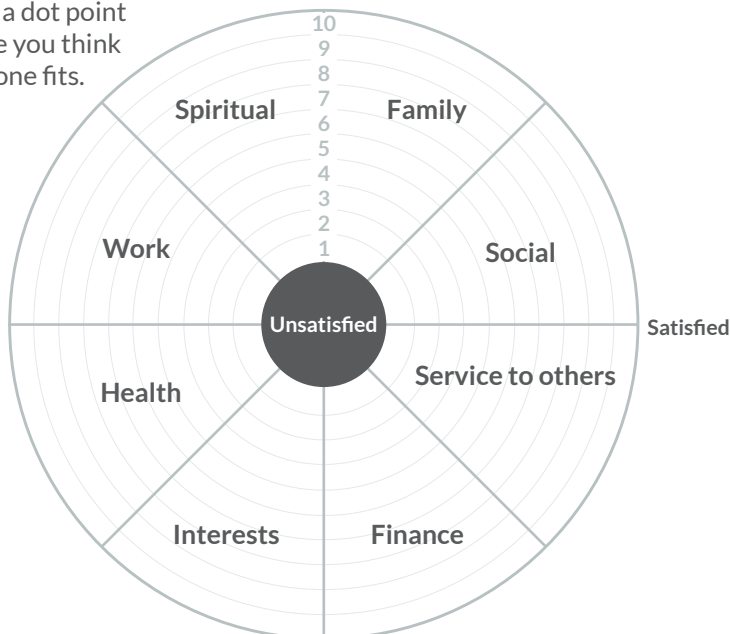 a dot point
you think
one fits.
10
9
8
7
6
5
4
3
2
1
Spiritual
Family
Work
Social
Unsatisfied
Satisfied
Health
Service to others
Interests
Finance